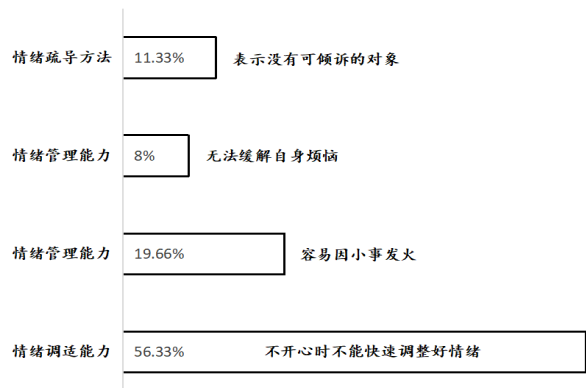 情绪疏导方法 11.33% 表示没有可倾诉的对象
情绪管理能力 8% 无法缓解自身烦恼
情绪管理能力 19.66% 容易因小事发火
情绪调适能力 56.33% 不开心时不能快速调整好情绪